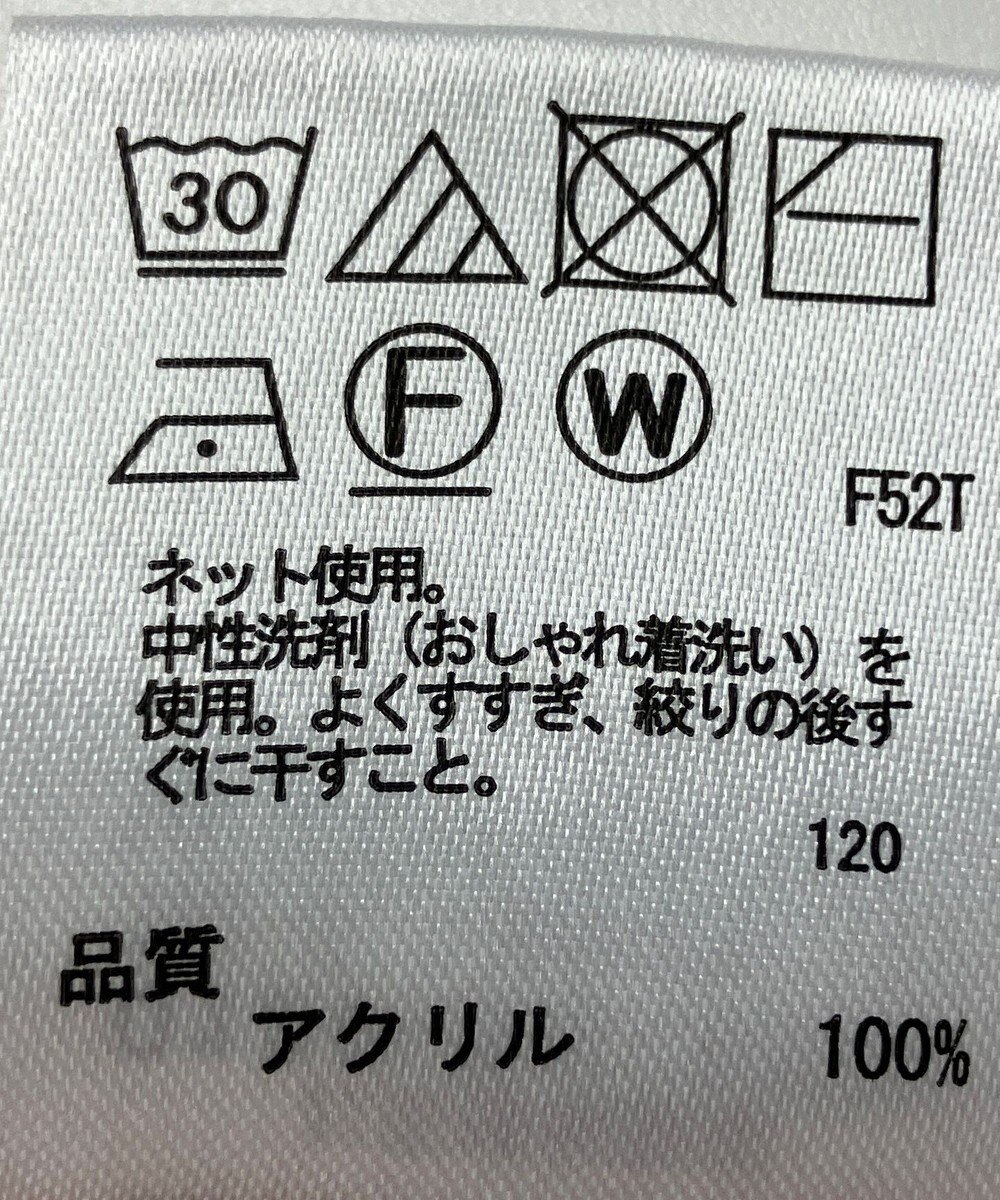 30
F W
F52T
ネット使用。
中性洗剤（おしゃれ着洗い）を
使用。よくすすぎ、絞りの後す
ぐに干すこと。
120
品質
アクリル 100%